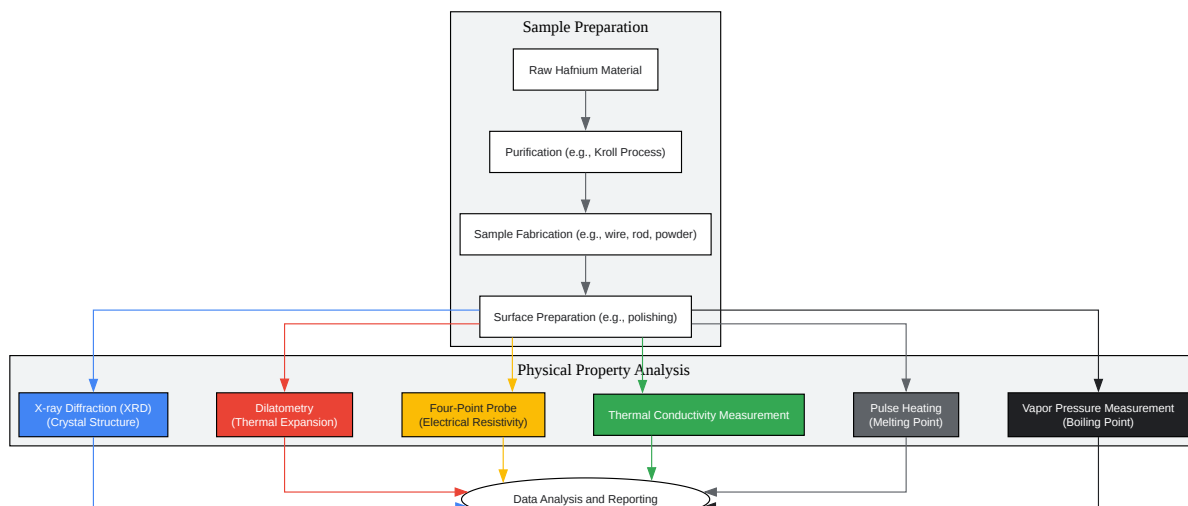 Sample Preparation
Raw Hafnium Material
Purification (e.g., Kroll Process)
Sample Fabrication (e.g., wire, rod, powder)
Surface Preparation (e.g., polishing)
Physical Property Analysis
X-ray Diffraction (XRD)
(Crystal Structure)
Dilatometry
(Thermal Expansion)
Four-Point Probe
(Electrical Resistivity)
Thermal Conductivity Measurement
Pulse Heating
(Melting Point)
Vapor Pressure Measurement
(Boiling Point)
Data Analysis and Reporting